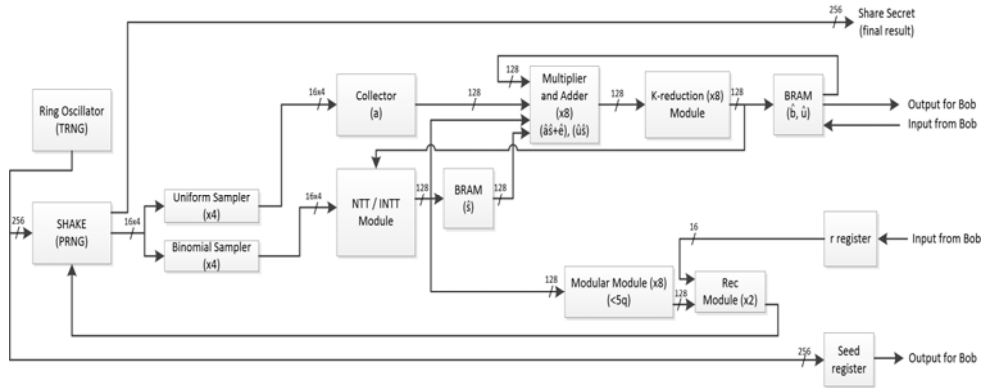 256
Share Secret
(final result)
Ring Oscillator
(TRNG)
16x4
Collector
(a)
128
128
Multiplier
and Adder
(x8)
(âŝ+ê), (ûŝ)
128
K-reduction (x8)
Module
128
BRAM
(b̂, û)
Output for Bob
Input from Bob
256
SHAKE
(PRNG)
16x4
Uniform Sampler
(x4)
Binomial Sampler
(x4)
16x4
NTT / INTT
Module
128
BRAM
(ŝ)
128
16
r register
Input from Bob
128
Modular Module (x8)
(<5q)
128
Rec
Module (x2)
256
Seed
register
Output for Bob